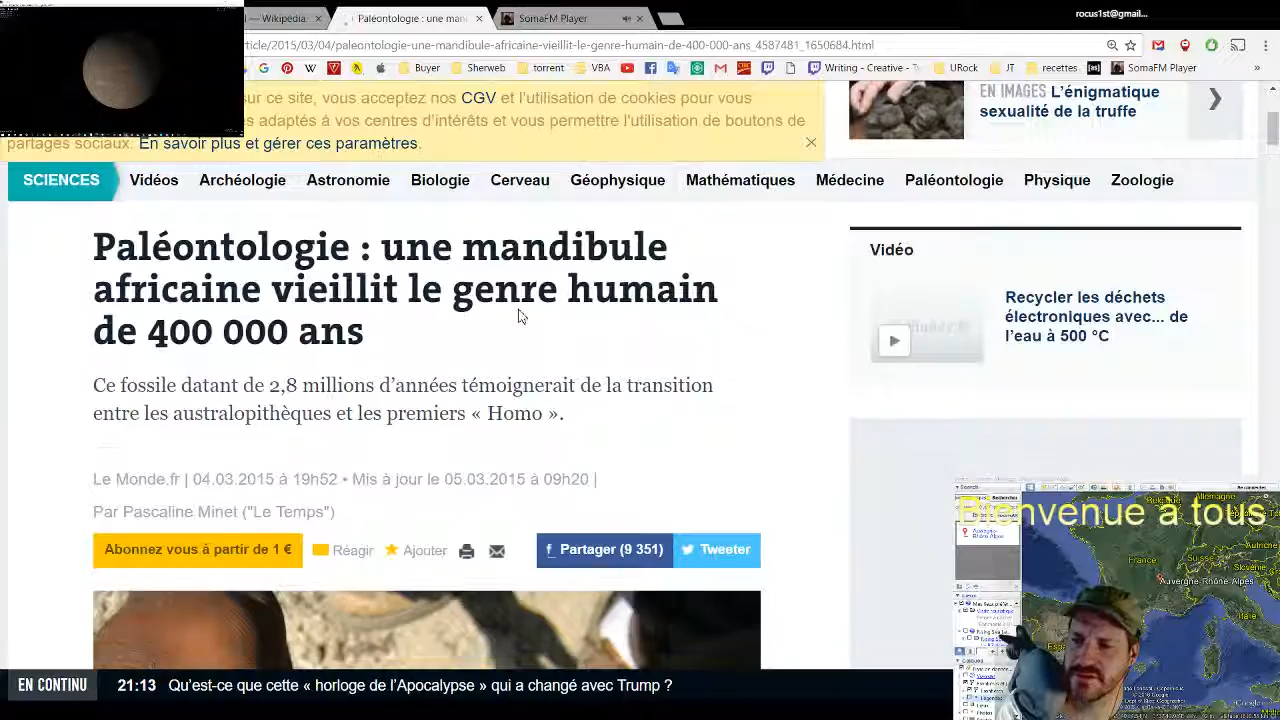 Wikipédia
Paléontologie : une man
SomaFM Player
rocus1st@gmail...
ticle/2015/03/04/paleontologie-une-mandibule-africaine-vieillit-le-genre-humain-de-400-000-ans_4587481_1650684.html
Buyer
Sherweb
torrent
VBA
Writing - Creative -
URock
JT
recettes
[as]
SomaFM Player
sur ce site, vous acceptez nos CGV et l'utilisation de cookies pour vous
adaptés à vos centres d'intérêts et vous permettre l'utilisation de boutons de
partages sociaux. En savoir plus et gérer ces paramètres.
EN IMAGES L'énigmatique
sexualité de la truffe
SCIENCES
Vidéos
Archéologie
Astronomie
Biologie
Cerveau
Géophysique
Mathématiques
Médecine
Paléontologie
Physique
Zoologie
Paléontologie : une mandibule
africaine vieillit le genre humain
de 400 000 ans
Ce fossile datant de 2,8 millions d'années témoignerait de la transition
entre les australopithèques et les premiers « Homo ».
Le Monde.fr | 04.03.2015 à 19h52 • Mis à jour le 05.03.2015 à 09h20 |
Par Pascaline Minet ("Le Temps")
Abonnez vous à partir de 1 €
Réagir
Ajouter
Partager (9 351)
Tweeter
Vidéo
Recycler les déchets
électroniques avec... de
l'eau à 500 °C
Bienvenue à tous
France
Auvergne-Rhône-Alpes
EN CONTINU
21:13 Qu'est-ce que cette « horloge de l'Apocalypse » qui a changé avec Trump ?